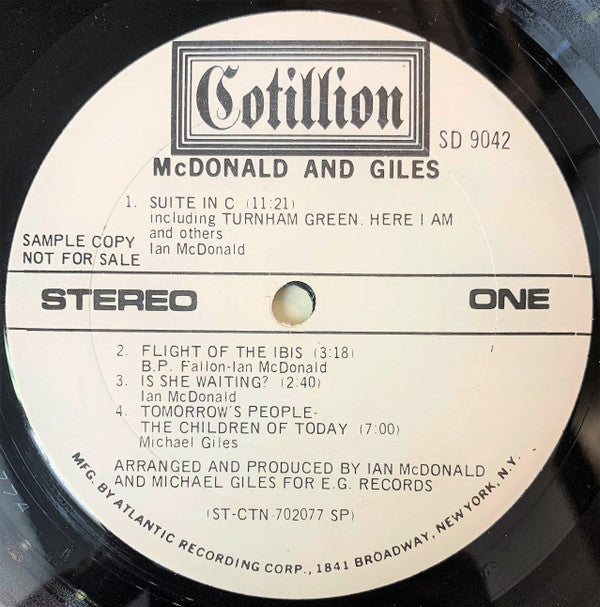 Cotillion
SD 9042
McDONALD AND GILES
1. SUITE IN C (11:21)
including TURNHAM GREEN. HERE I AM
and others
Ian McDonald
SAMPLE COPY
NOT FOR SALE
STEREO
ONE
2. FLIGHT OF THE IBIS (3:18)
B.P. Fallon-Ian McDonald
3. IS SHE WAITING? (2:40)
Ian McDonald
4. TOMORROW'S PEOPLE-
THE CHILDREN OF TODAY (7:00)
Michael Giles
ARRANGED AND PRODUCED BY IAN McDONALD
AND MICHAEL GILES FOR E.G. RECORDS
(ST-CTN-702077 SP)
MFG. BY ATLANTIC RECORDING CORP., 1841 BROADWAY, NEW YORK, N.Y.